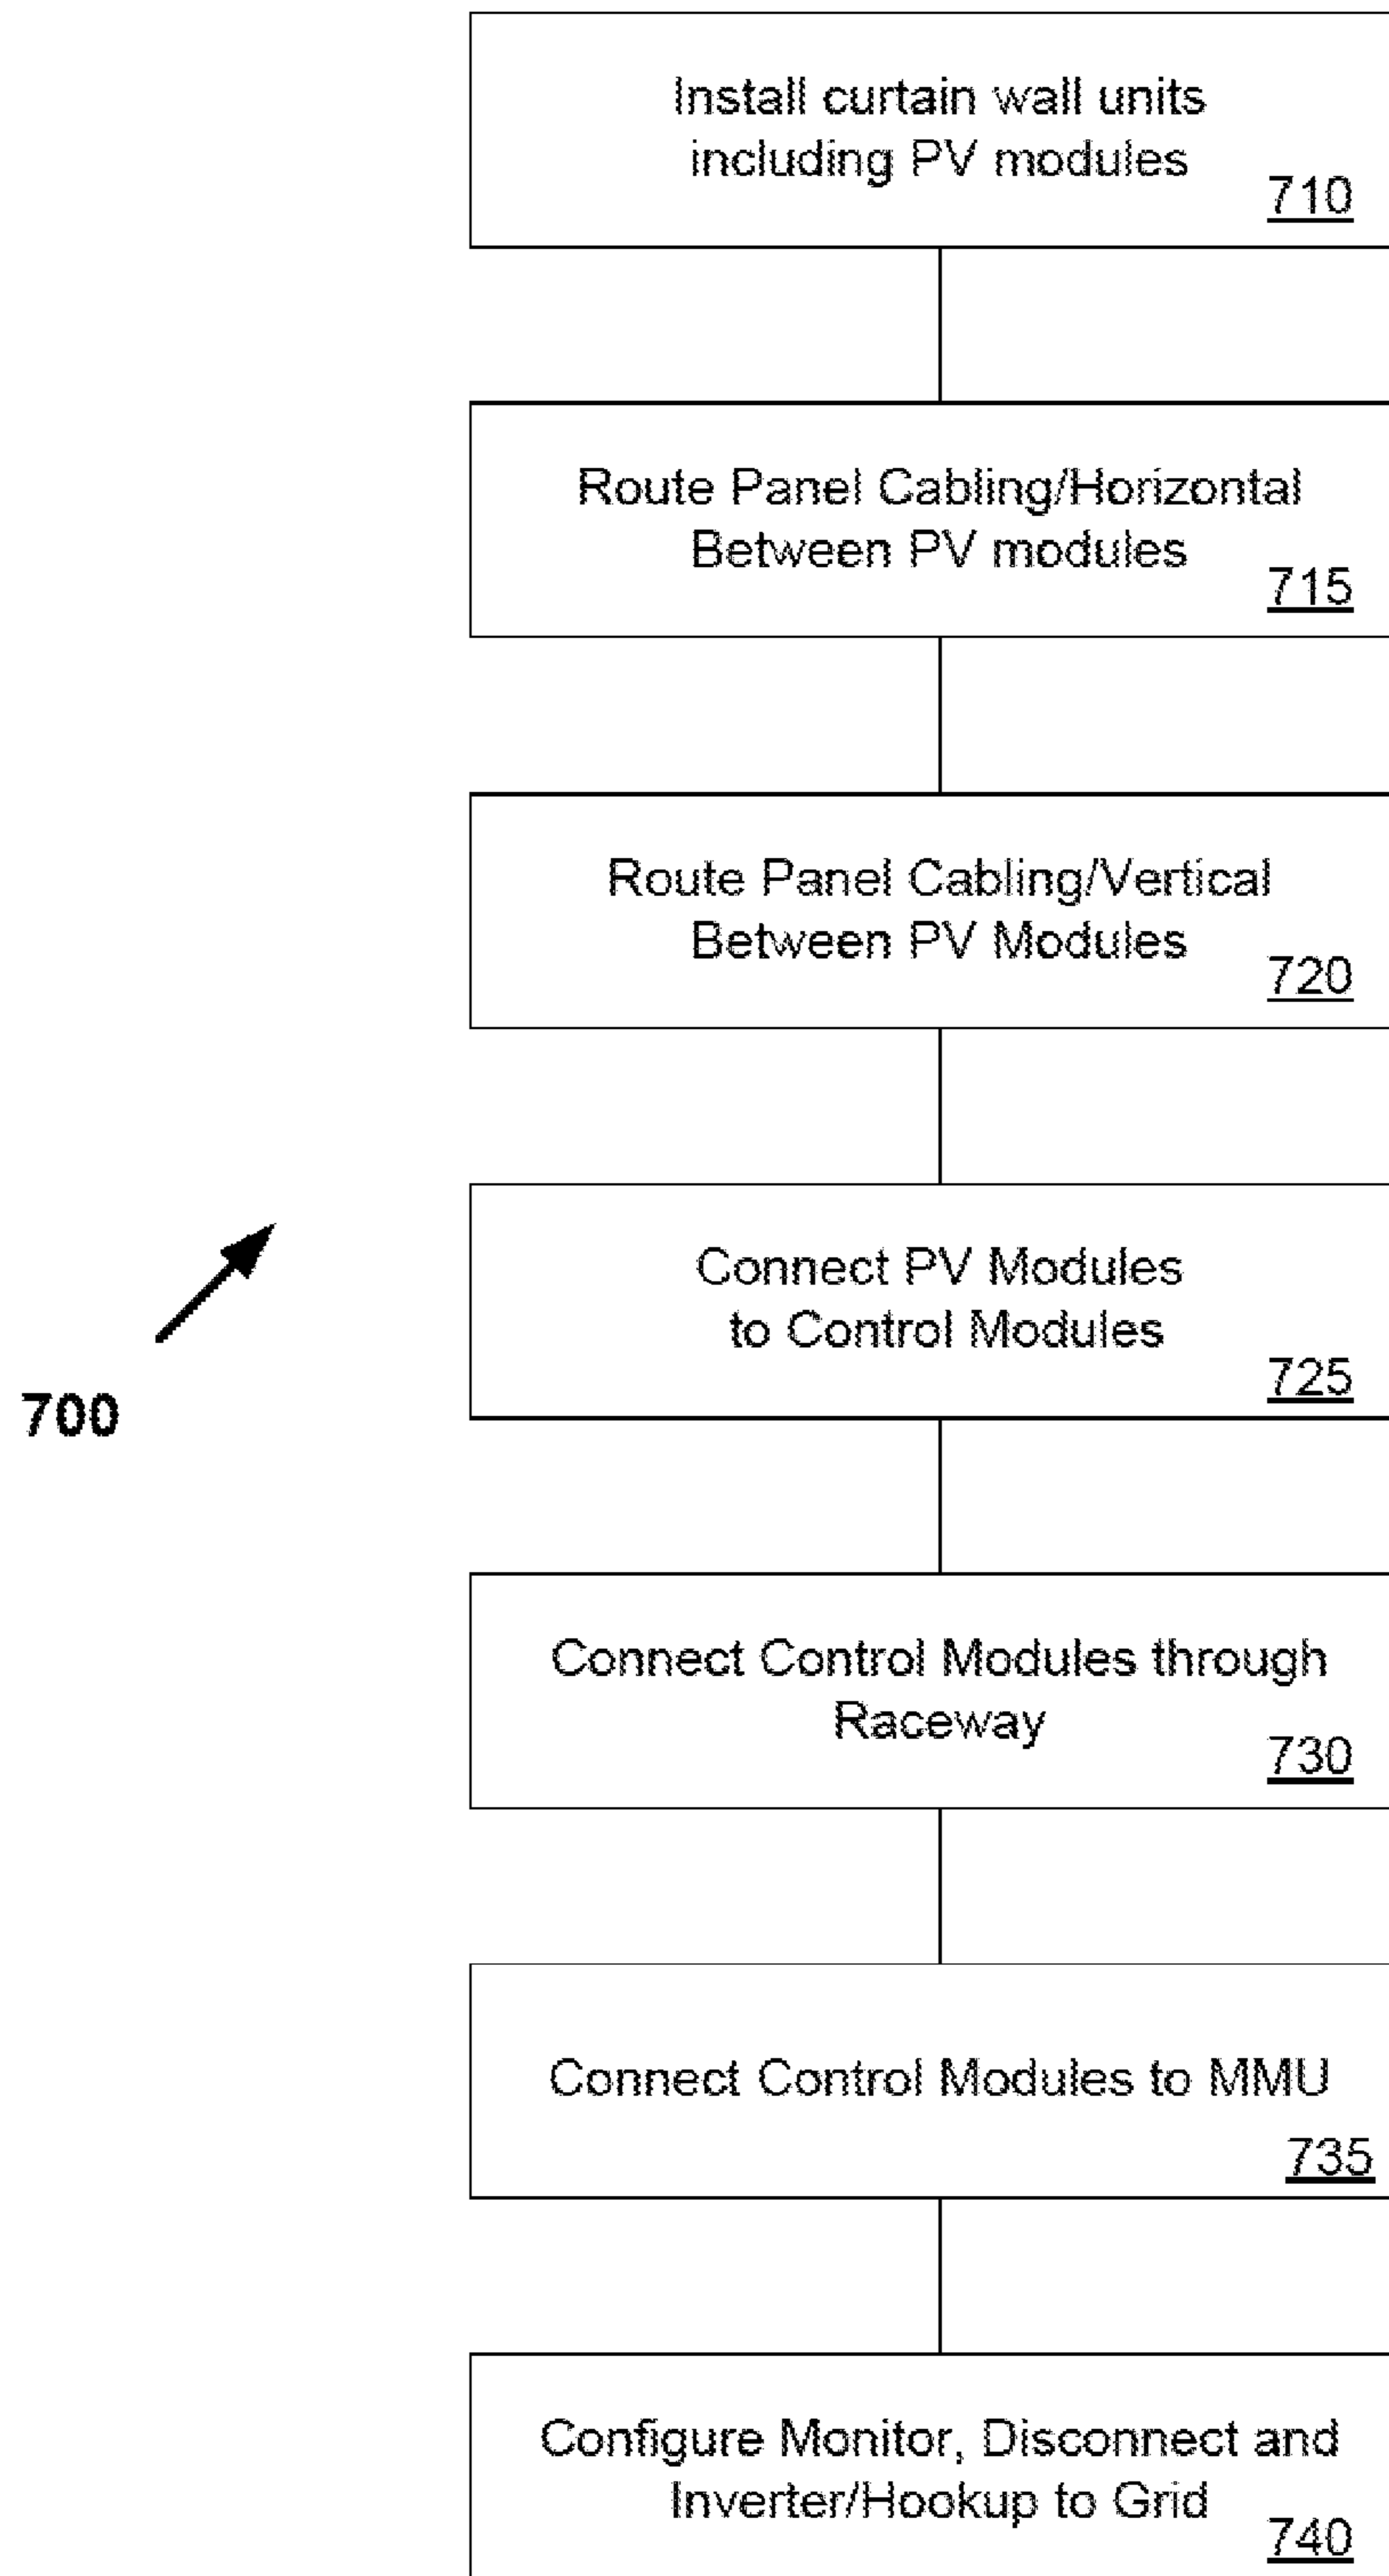 Install curtain wall units
including PV modules
710
Route Panel Cabling/Horizontal
Between PV modules
715
Route Panel Cabling/Vertical
Between PV Modules
720
Connect PV Modules
to Control Modules
725
700
Connect Control Modules through
Raceway
730
Connect Control Modules to MMU
735
Configure Monitor, Disconnect and
Inverter/Hookup to Grid
740